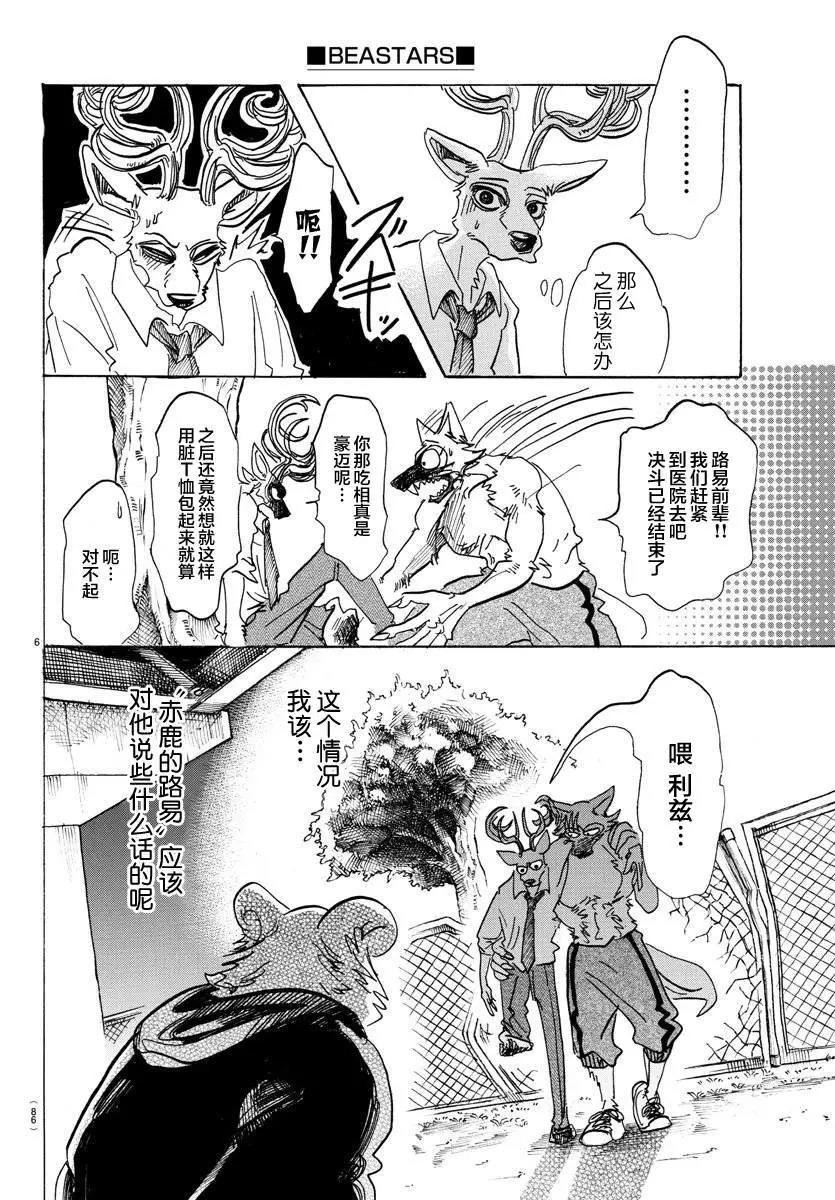 ■BEASTARS■
………
那么
之后该怎办
ズキッ
呃!!
路易前辈!!
我们赶紧
到医院去吧
决斗已经结束了
你那吃相真是
豪迈呢…
之后还竟然想就这样
用脏T恤包起来就算
呃…
对不起
6
喂 利兹…
这个情况
我该…
“赤鹿的路易”应该
对他说些什么话的呢
(86)